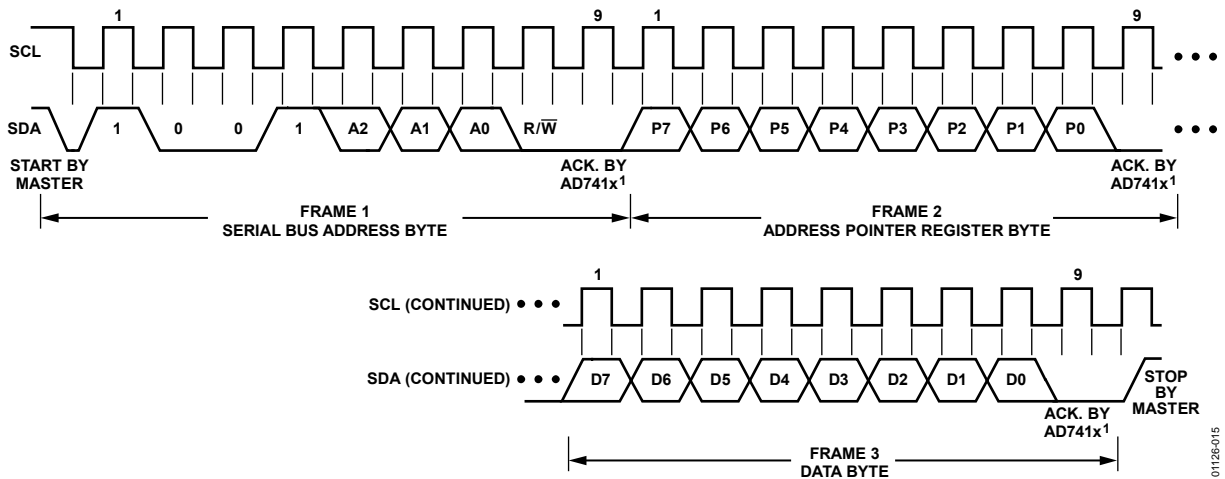 1 9 1 9
SCL
SDA 1 0 0 1 A2 A1 A0 R/W̅ P7 P6 P5 P4 P3 P2 P1 P0
START BY MASTER
ACK. BY AD741x¹
ACK. BY AD741x¹
FRAME 1
SERIAL BUS ADDRESS BYTE
FRAME 2
ADDRESS POINTER REGISTER BYTE
1 9
SCL (CONTINUED)
SDA (CONTINUED) D7 D6 D5 D4 D3 D2 D1 D0
STOP BY MASTER
ACK. BY AD741x¹
FRAME 3
DATA BYTE
01126-015